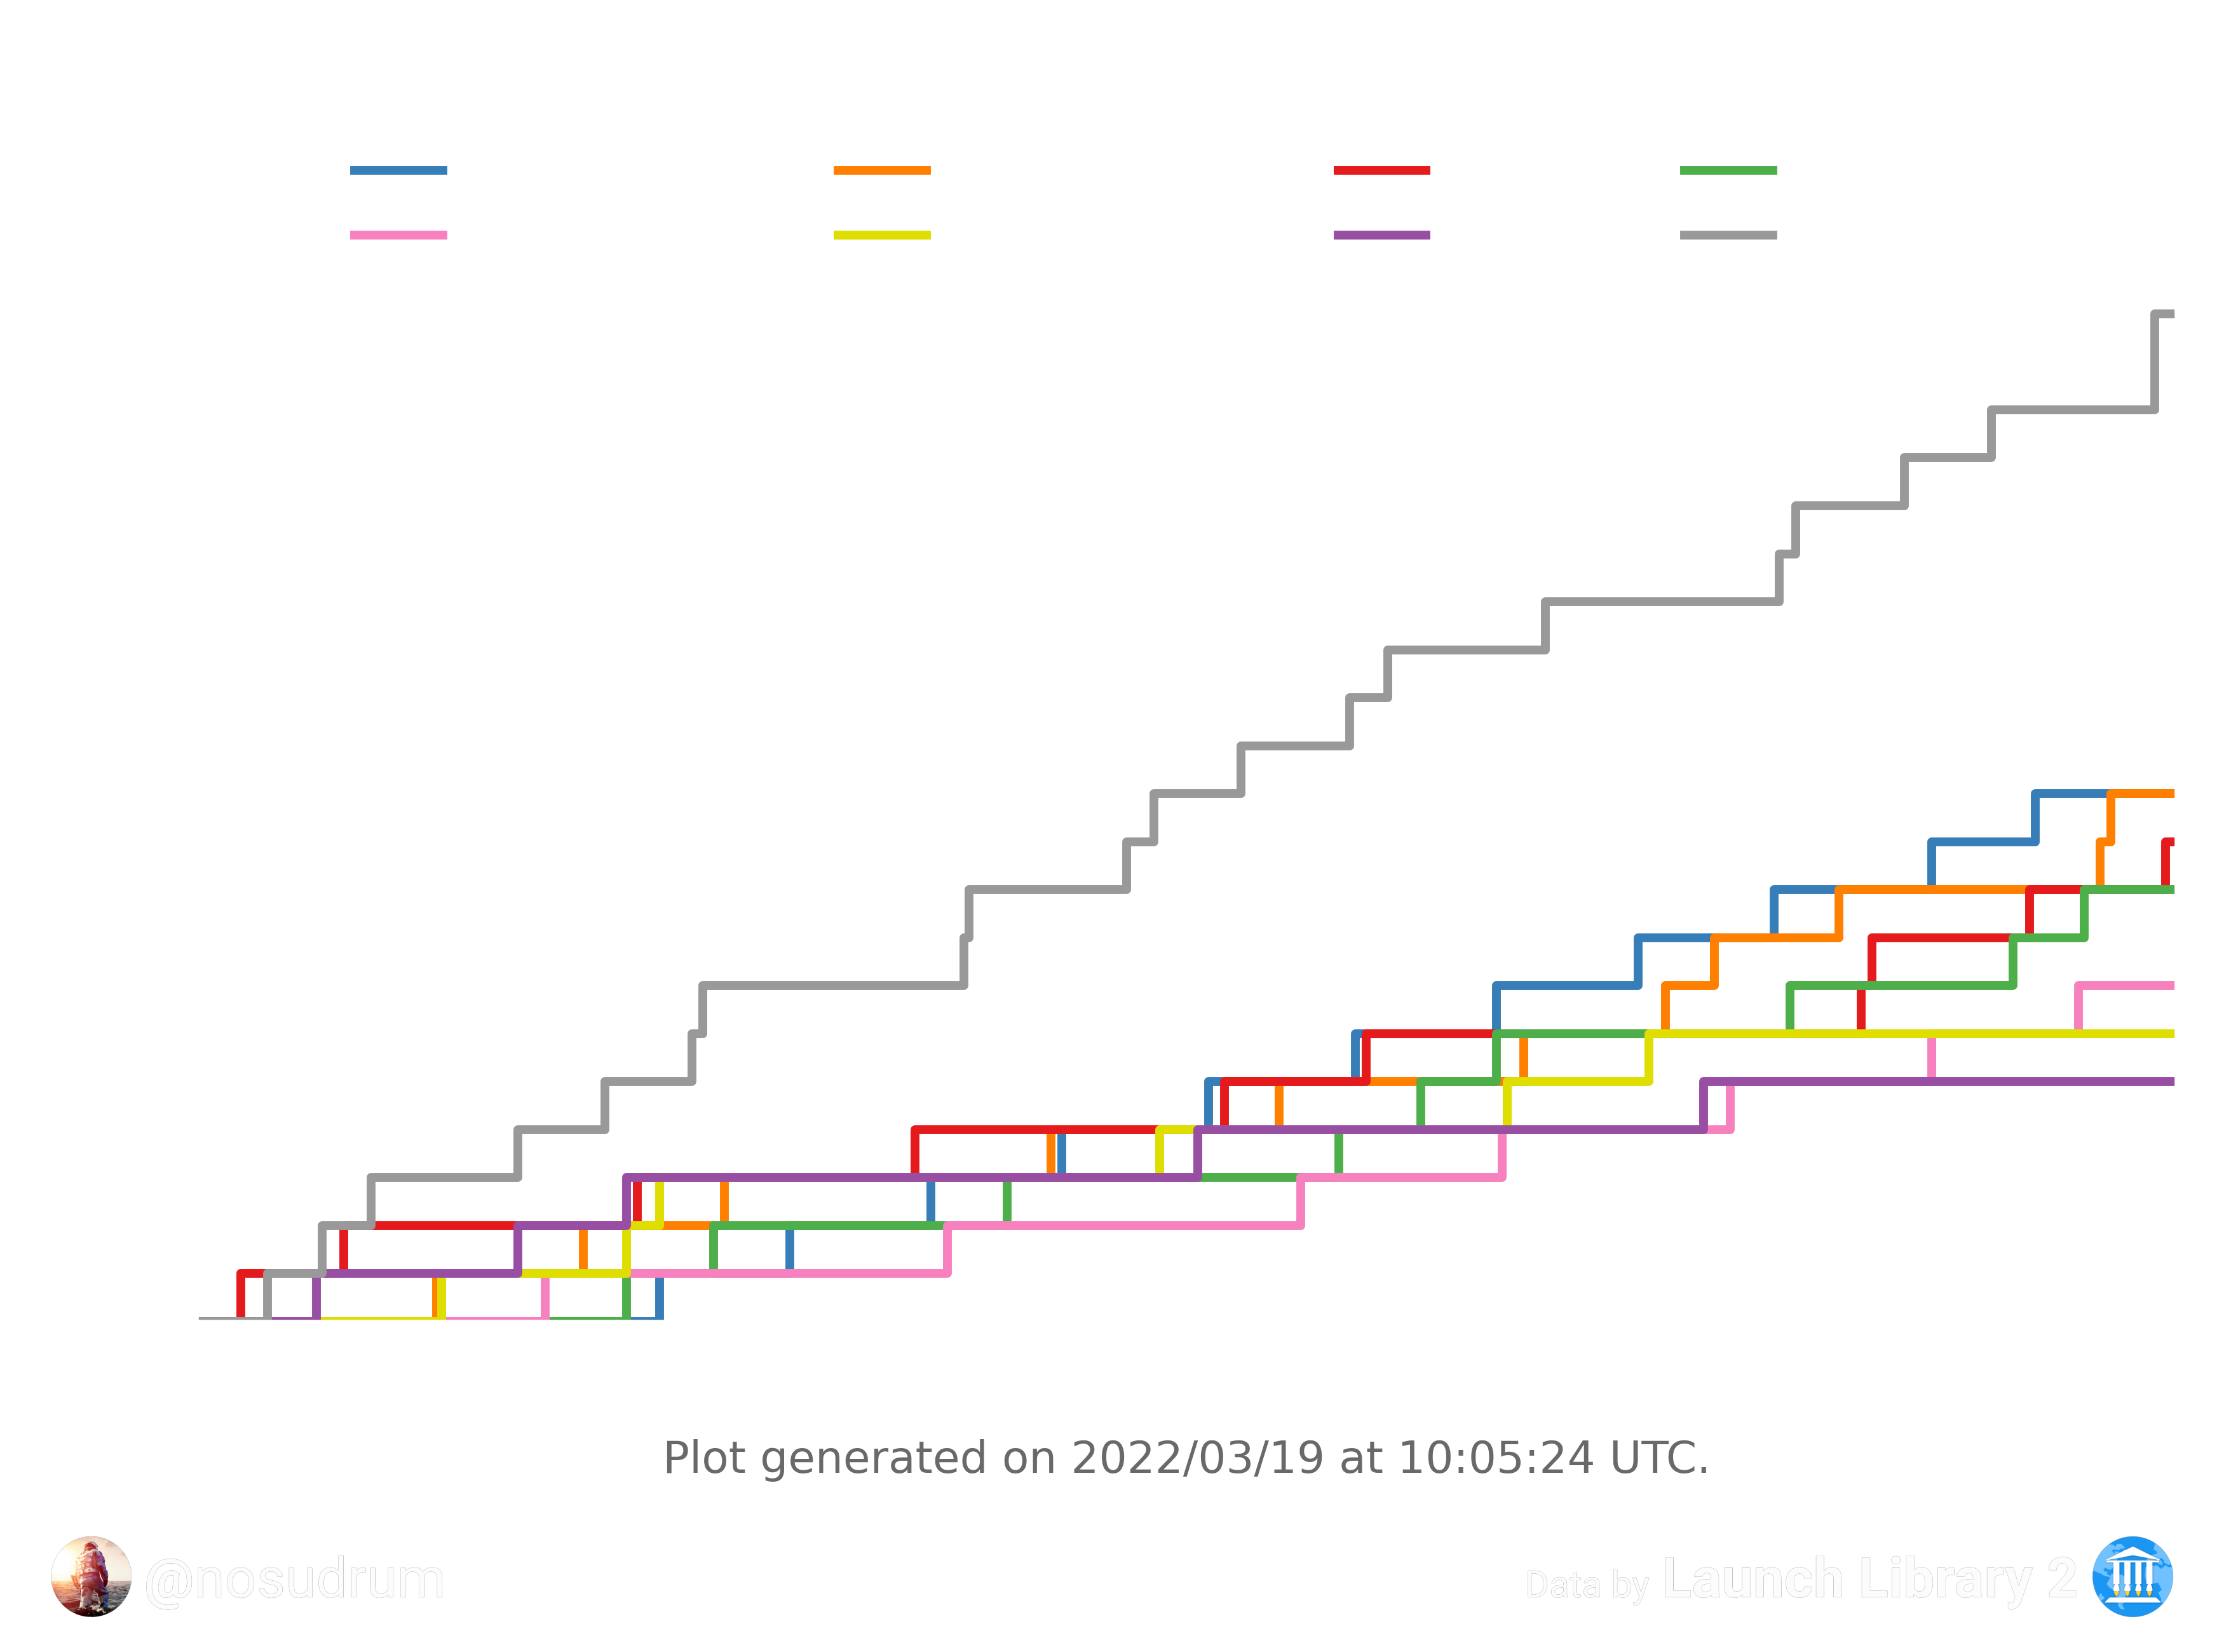 Plot generated on 2022/03/19 at 10:05:24 UTC.
@nosudrum
Data by Launch Library 2